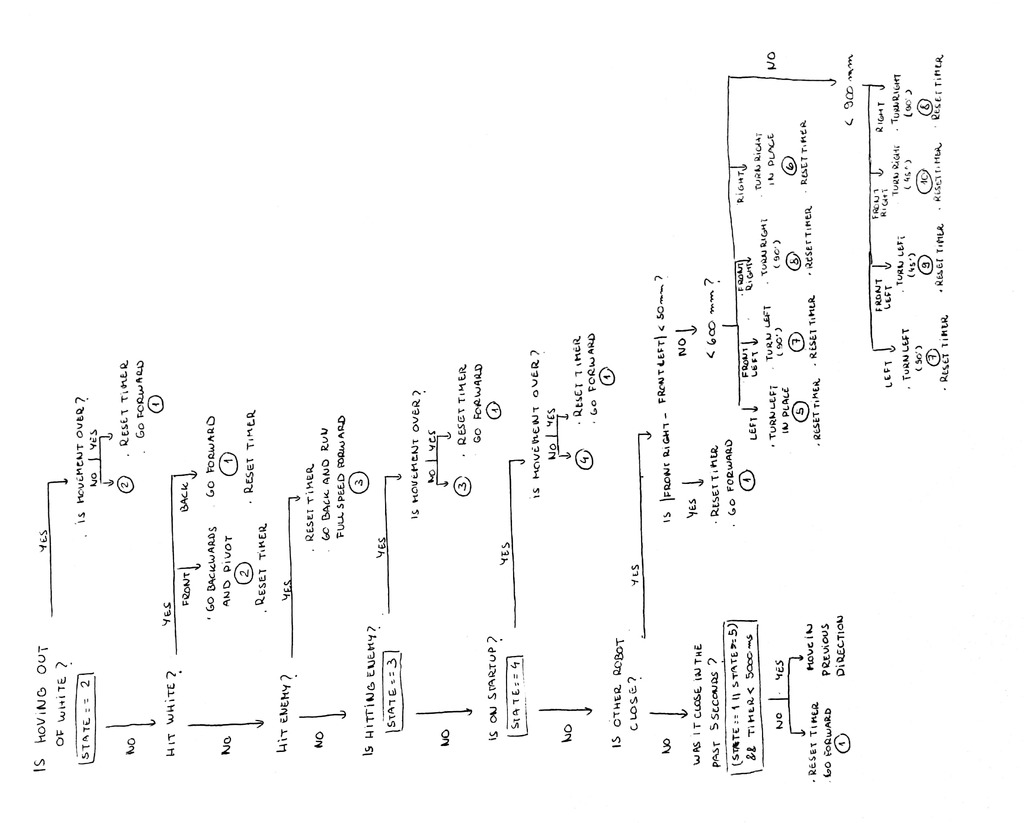 IS MOVING OUT
OF WHITE?
STATE == 2
YES
. IS MOVEMENT OVER?
NO | YES
2
. RESET TIMER
. GO FORWARD
1
NO
HIT WHITE?
YES
FRONT
BACK
. GO BACKWARDS
AND PIVOT
2
. RESET TIMER
. GO FORWARD
1
. RESET TIMER
NO
HIT ENEMY?
YES
. RESET TIMER
. GO BACK AND RUN
FULL SPEED FORWARD
3
NO
IS HITTING ENEMY?
STATE == 3
YES
IS MOVEMENT OVER?
NO | YES
3
. RESET TIMER
GO FORWARD
1
NO
IS ON STARTUP?
STATE == 4
YES
IS MOVEMENT OVER?
NO | YES
4
. RESET TIMER
. GO FORWARD
1
NO
IS OTHER ROBOT
CLOSE?
YES
IS |FRONT RIGHT - FRONT LEFT| < 50mm?
YES
. RESET TIMER
. GO FORWARD
1
NO
< 600 mm?
LEFT
. TURN LEFT
IN PLACE
5
. RESET TIMER
FRONT
LEFT
. TURN LEFT
(90°)
7
. RESET TIMER
FRONT
RIGHT
. TURN RIGHT
(90°)
8
. RESET TIMER
RIGHT
. TURN RIGHT
IN PLACE
6
. RESET TIMER
NO
< 900 mm
LEFT
. TURN LEFT
(90°)
7
. RESET TIMER
FRONT
LEFT
. TURN LEFT
(45°)
9
. RESET TIMER
FRONT
RIGHT
. TURN RIGHT
(45°)
10
. RESET TIMER
RIGHT
. TURN RIGHT
(90°)
8
. RESET TIMER
NO
WAS IT CLOSE IN THE
PAST 5 SECONDS?
(STATE == 1 || STATE >= 5)
&& TIMER < 5000 ms
NO | YES
. RESET TIMER
. GO FORWARD
1
MOVE IN
PREVIOUS
DIRECTION